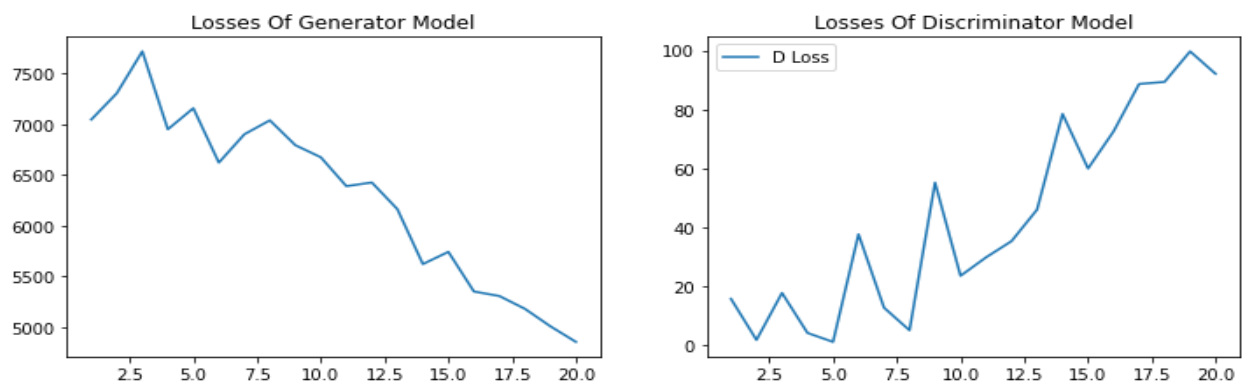 Losses Of Generator Model
7500
7000
6500
6000
5500
5000
2.5 5.0 7.5 10.0 12.5 15.0 17.5 20.0
Losses Of Discriminator Model
D Loss
100
80
60
40
20
0
2.5 5.0 7.5 10.0 12.5 15.0 17.5 20.0